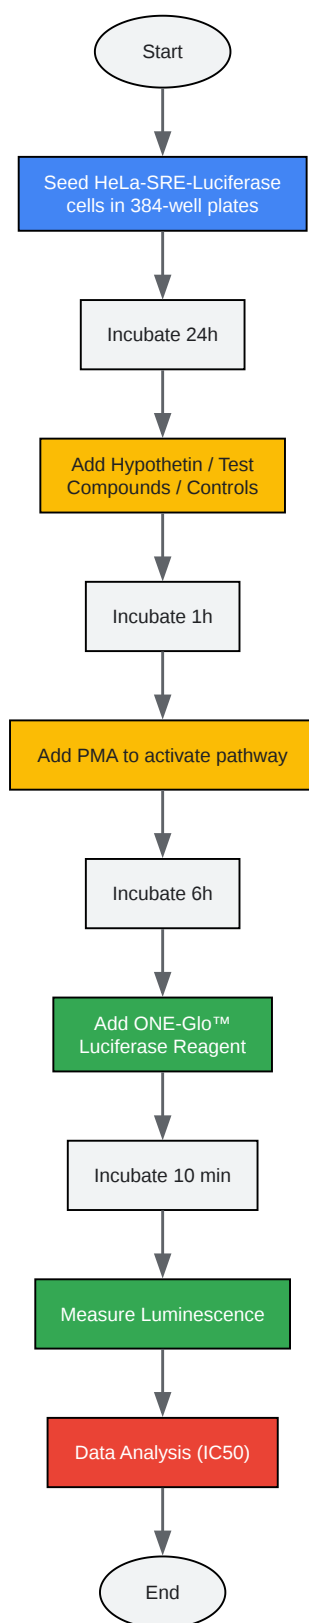 Start
Seed HeLa-SRE-Luciferase
cells in 384-well plates
Incubate 24h
Add Hypothetin / Test
Compounds / Controls
Incubate 1h
Add PMA to activate pathway
Incubate 6h
Add ONE-Glo™
Luciferase Reagent
Incubate 10 min
Measure Luminescence
Data Analysis (IC50)
End